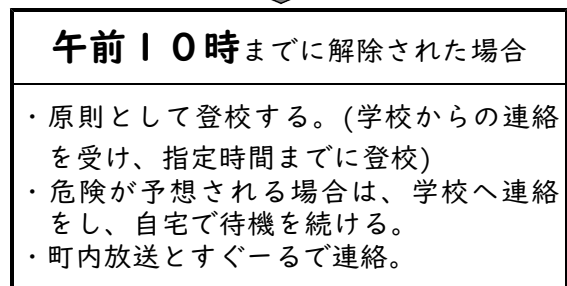 午前１０時までに解除された場合
・原則として登校する。(学校からの連絡
を受け、指定時間までに登校)
・危険が予想される場合は、学校へ連絡
をし、自宅で待機を続ける。
・町内放送とすぐーるで連絡。